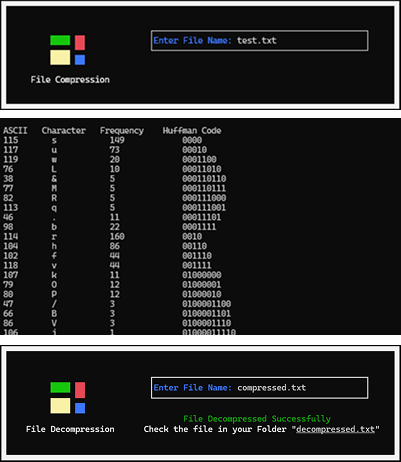 Enter File Name: test.txt
File Compression
ASCII Character Frequency Huffman Code
115 s 149 0000
117 u 73 00010
119 w 20 0001100
76 L 10 00011010
38 & 5 000110110
77 M 5 000110111
82 R 5 000111000
113 q 5 000111001
46 . 11 00011101
98 b 22 0001111
114 r 160 0010
104 h 86 00110
102 f 44 001110
118 v 44 001111
107 k 11 01000000
79 O 12 01000001
80 P 12 01000010
47 / 3 0100001100
66 B 3 0100001101
86 V 3 0100001110
106 j 1 01000011110
Enter File Name: compressed.txt
File Decompressed Successfully
File Decompression Check the file in your Folder "decompressed.txt"